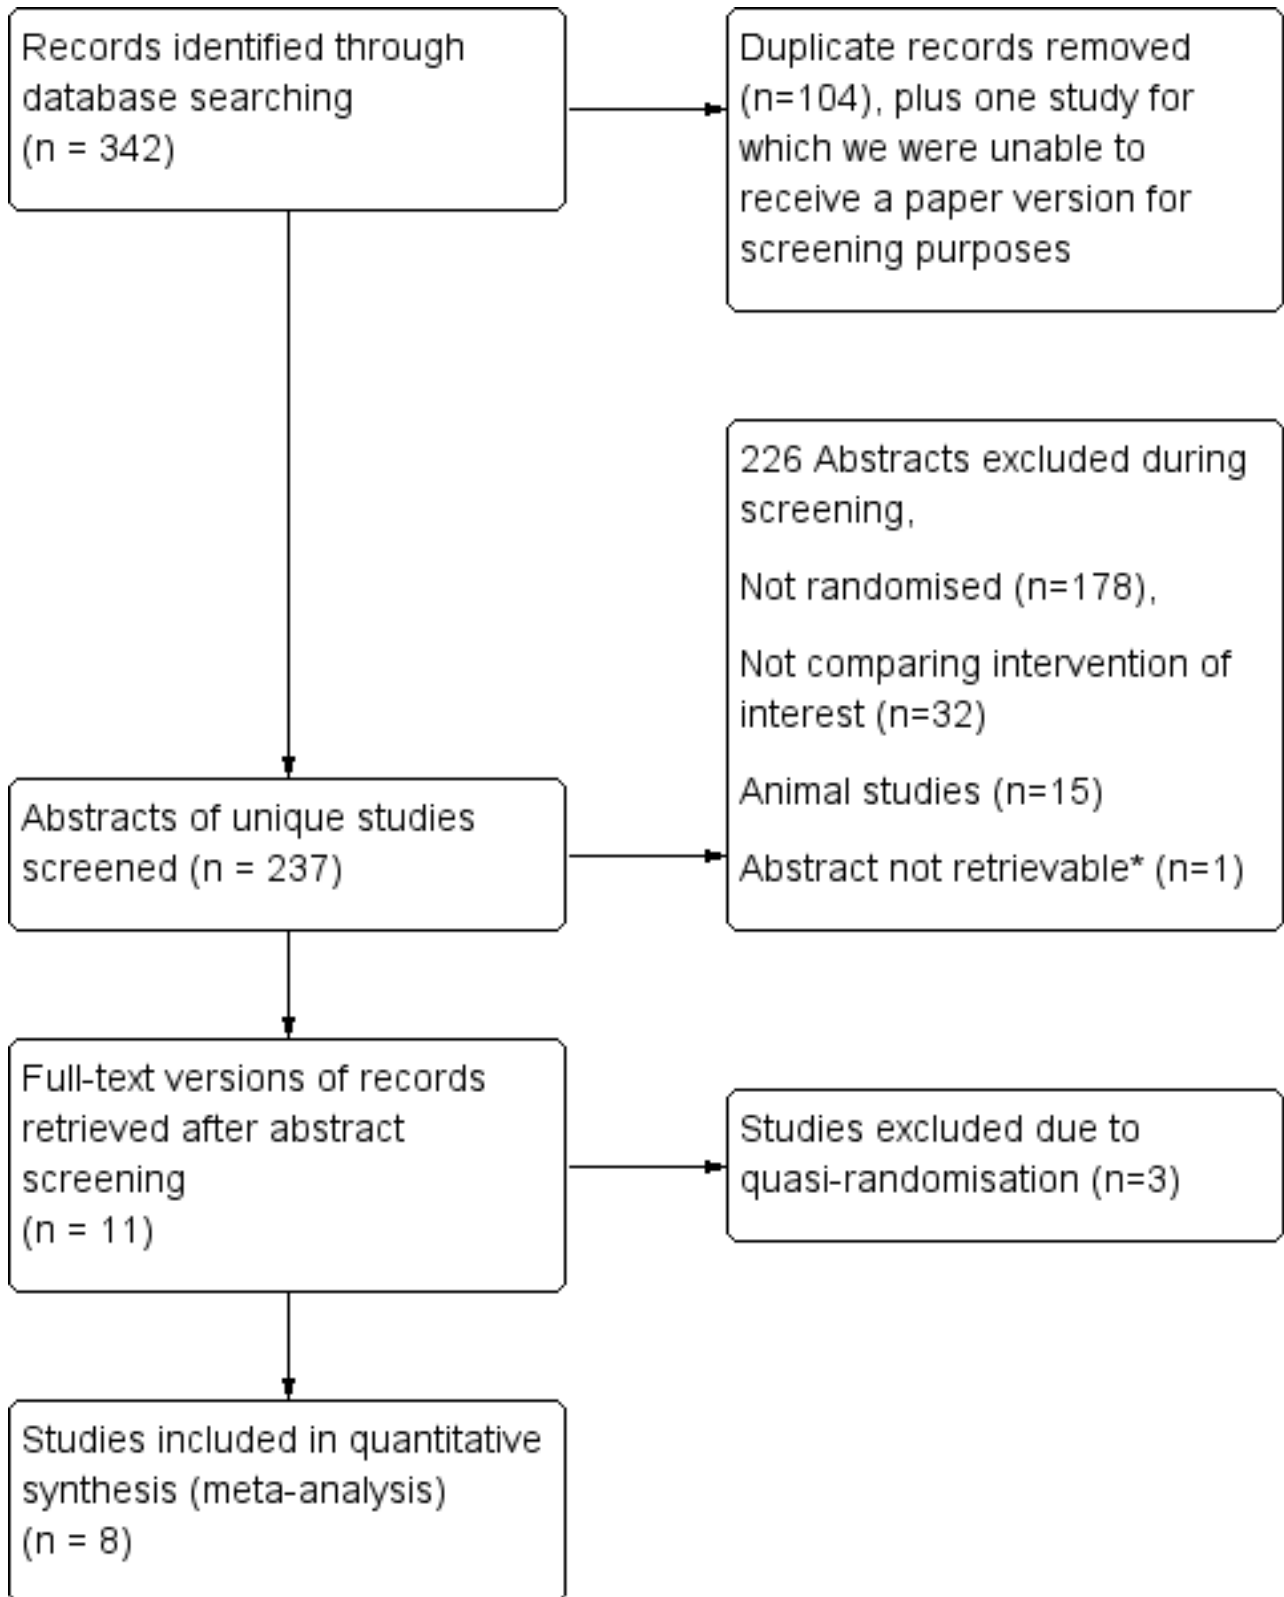 Records identified through
database searching
(n = 342)
Duplicate records removed
(n=104), plus one study for
which we were unable to
receive a paper version for
screening purposes
226 Abstracts excluded during
screening,
Not randomised (n=178),
Not comparing intervention of
interest (n=32)
Animal studies (n=15)
Abstract not retrievable* (n=1)
Abstracts of unique studies
screened (n = 237)
Full-text versions of records
retrieved after abstract
screening
(n = 11)
Studies excluded due to
quasi-randomisation (n=3)
Studies included in quantitative
synthesis (meta-analysis)
(n = 8)